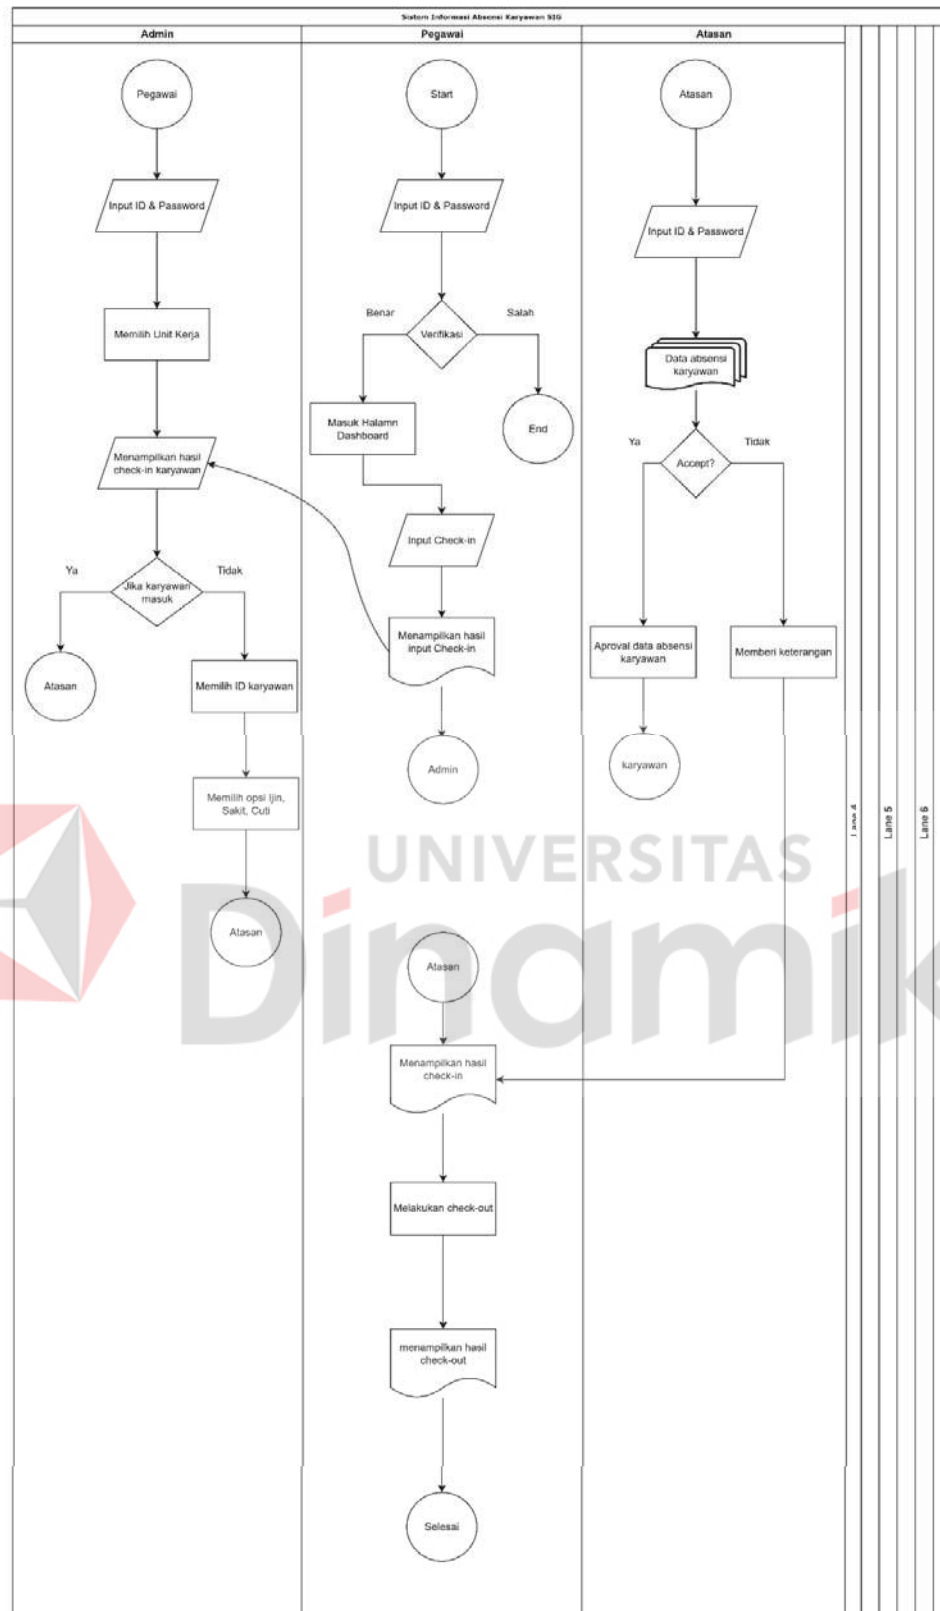 Sistem Informasi Absensi Karyawan SIG
Admin
Pegawai
Atasan
Pegawai
Input ID & Password
Memilih Unit Kerja
Menampilkan hasil
check-in karyawan
Jika karyawan
masuk
Ya
Tidak
Atasan
Memilih ID karyawan
Memilih opsi Ijin,
Sakit, Cuti
Atasan
Start
Input ID & Password
Verifikasi
Benar
Salah
Masuk Halamn
Dashboard
End
Input Check-in
Menampilkan hasil
input Check-in
Admin
Atasan
Menampilkan hasil
check-in
Melakukan check-out
menampilkan hasil
check-out
Selesai
Atasan
Input ID & Password
Data absensi
karyawan
Accept?
Ya
Tidak
Aproval data absensi
karyawan
Memberi keterangan
karyawan
Lane 4
Lane 5
Lane 6
UNIVERSITAS
Dinamik